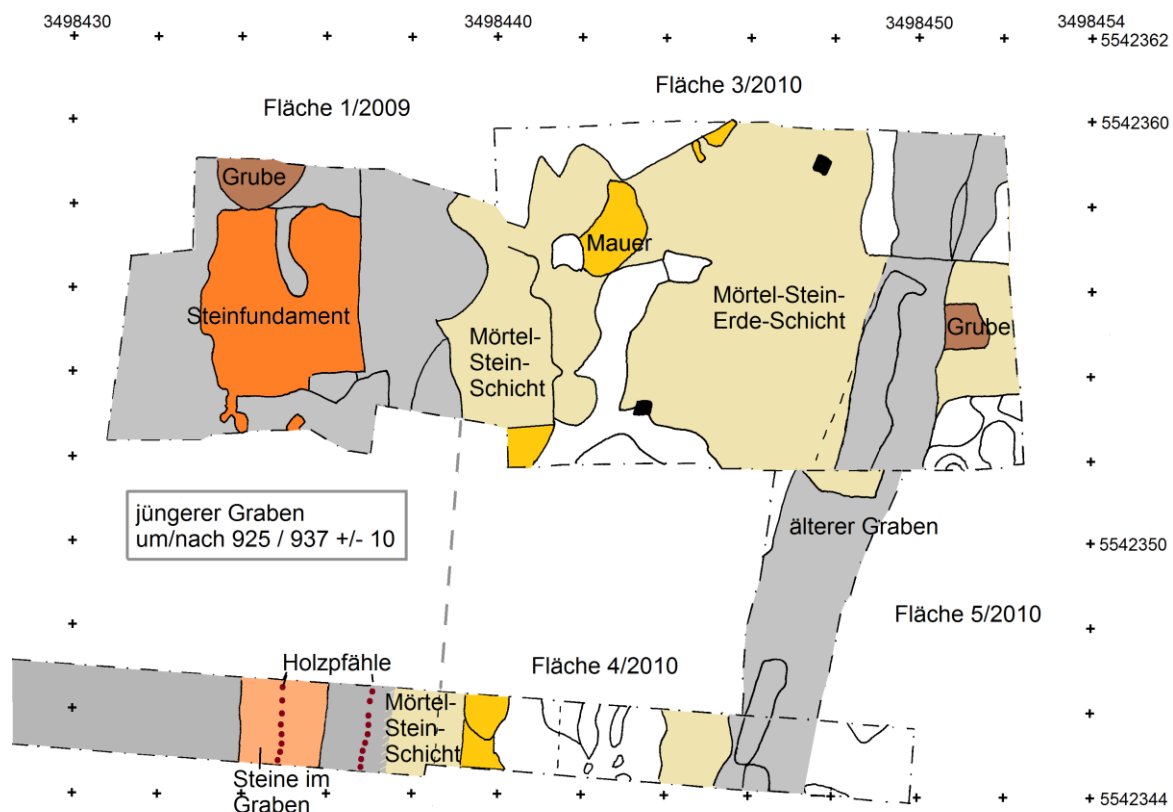 3498430
3498440
3498450
3498454
5542362
Fläche 1/2009
Fläche 3/2010
5542360
Grube
Mauer
Steinfundament
Mörtel-
Stein-
Schicht
Mörtel-Stein-
Erde-Schicht
Grube
jüngerer Graben
um/nach 925 / 937 +/- 10
älterer Graben
5542350
Fläche 5/2010
Holzpfähle
Fläche 4/2010
Mörtel-
Stein-
Schicht
Steine im
Graben
5542344